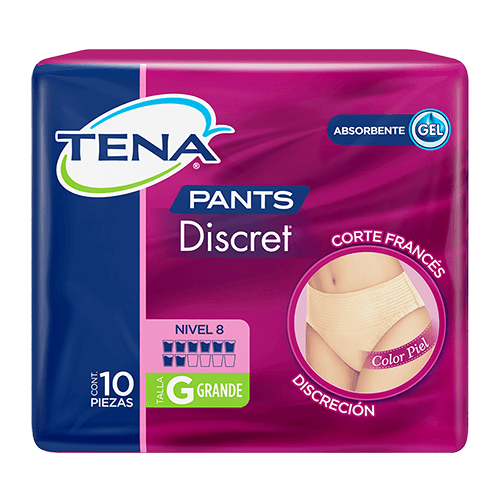 TENA®
ABSORBENTE GEL
PANTS
Discret
CORTE FRANCÉS
Color Piel
DISCRECIÓN
NIVEL 8
CONT. 10
PIEZAS
TALLA G GRANDE